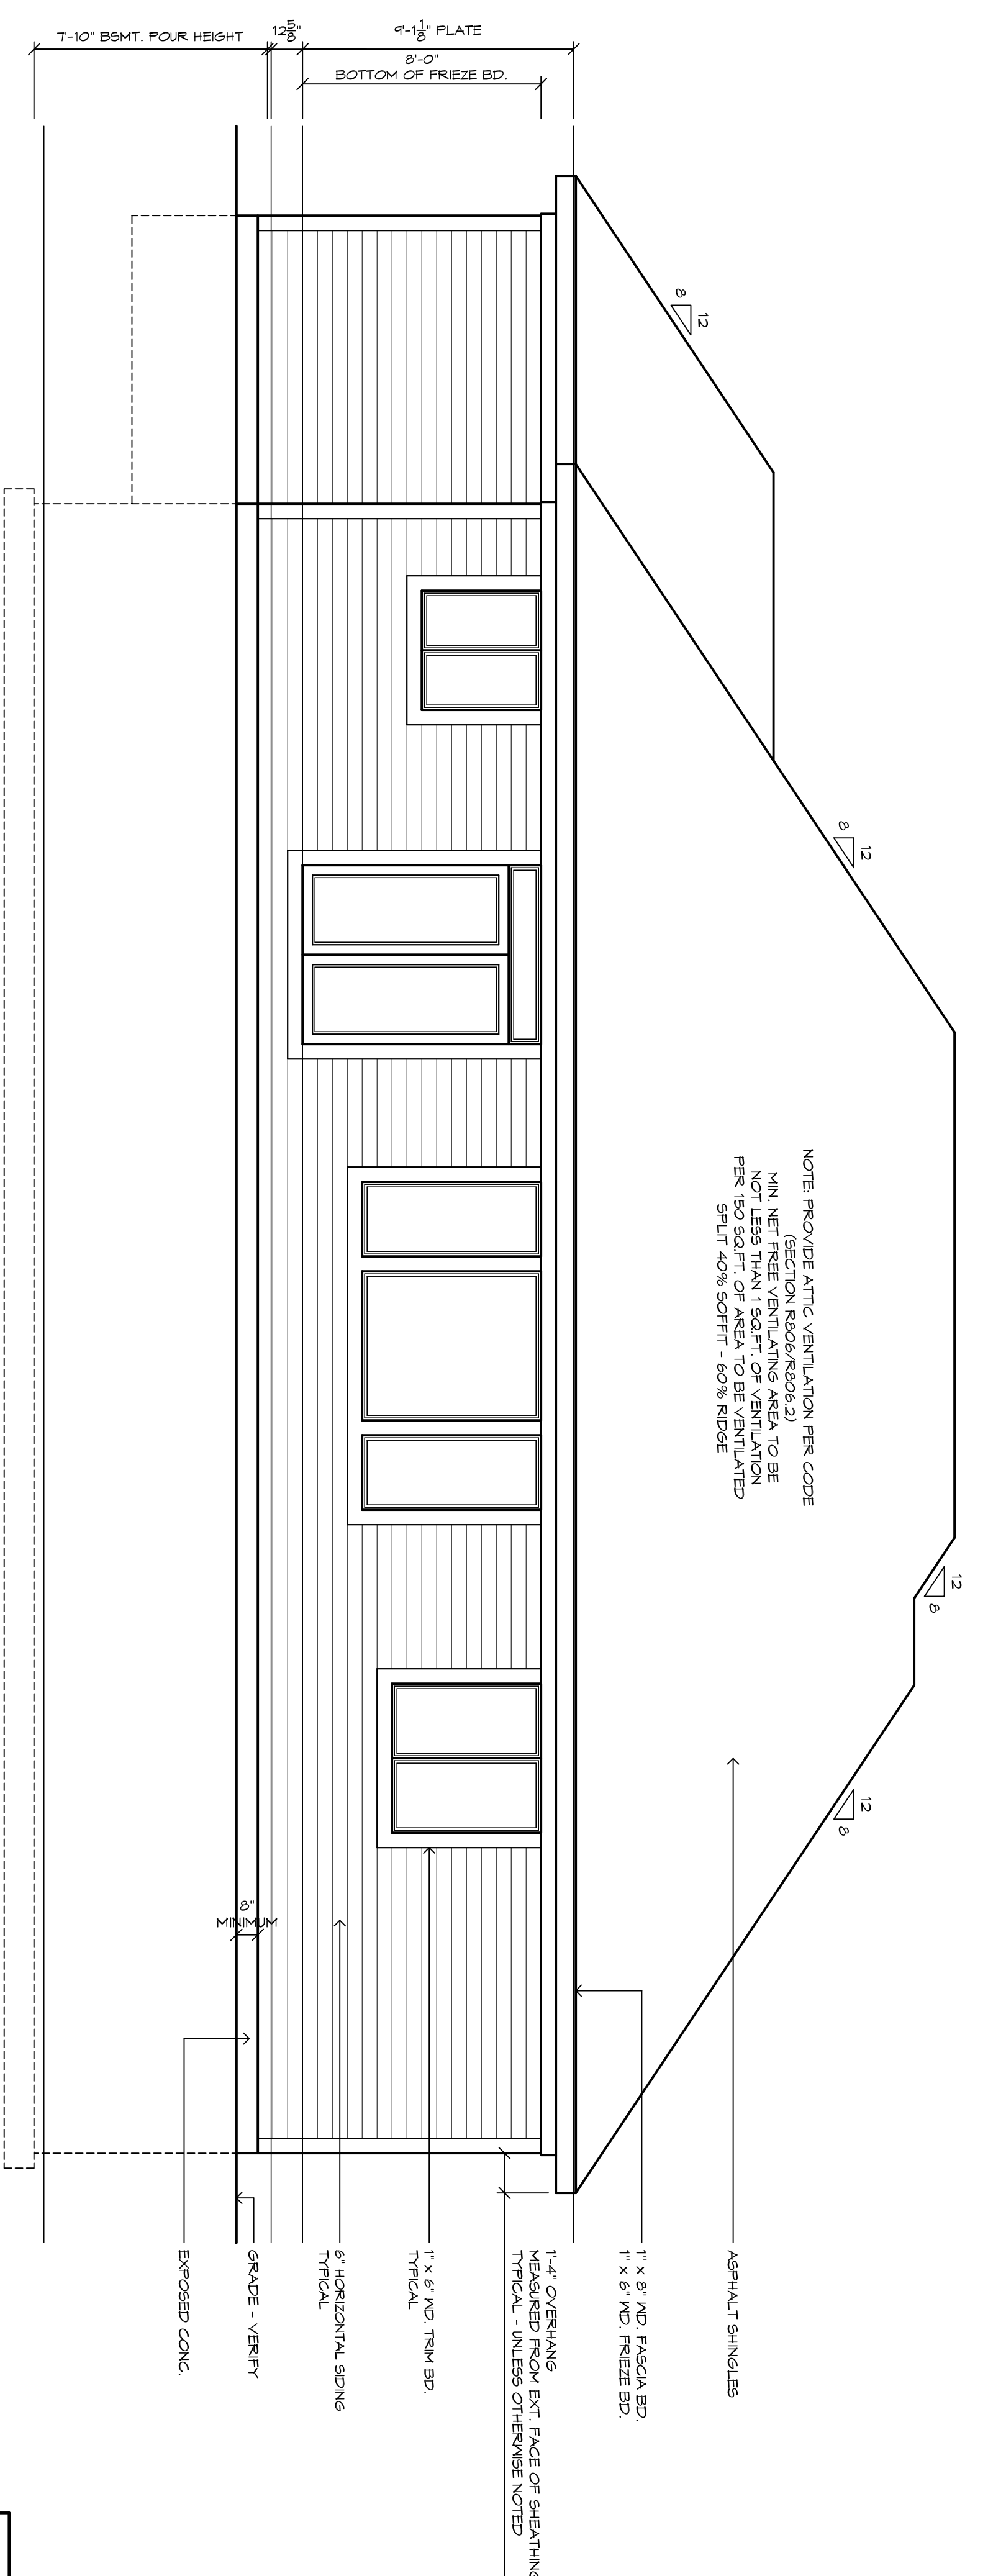 7'-10" BSMT. POUR HEIGHT
12 5/8"
9'-1 1/8" PLATE
8'-0"
BOTTOM OF FRIEZE BD.
12
8
12
8
NOTE: PROVIDE ATTIC VENTILATION PER CODE
(SECTION R806/R806.2)
MIN. NET FREE VENTILATING AREA TO BE
NOT LESS THAN 1 SQ.FT. OF VENTILATION
PER 150 SQ.FT. OF AREA TO BE VENTILATED
SPLIT 40% SOFFIT - 60% RIDGE
12
8
12
8
8"
MINIMUM
ASPHALT SHINGLES
1" x 8" WD. FASCIA BD.
1" x 6" WD. FRIEZE BD.
1'-4" OVERHANG
MEASURED FROM EXT. FACE OF SHEATHING
TYPICAL - UNLESS OTHERWISE NOTED
1" x 6" WD. TRIM BD.
TYPICAL
6" HORIZONTAL SIDING
TYPICAL
GRADE - VERIFY
EXPOSED CONC.